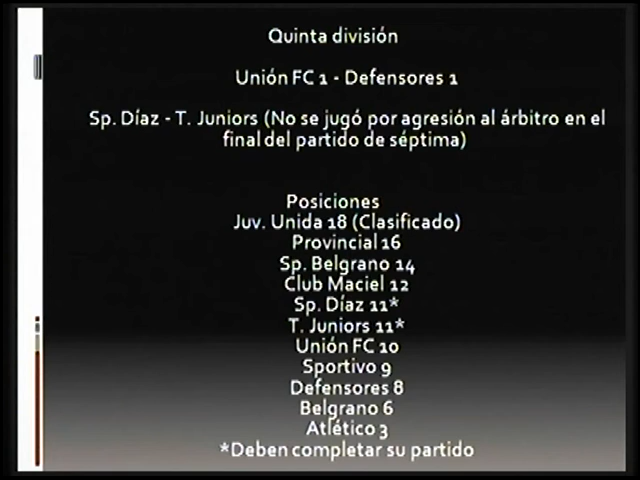 Quinta división
Unión FC 1 - Defensores 1
Sp. Díaz - T. Juniors (No se jugó por agresión al árbitro en el
final del partido de séptima)
Posiciones
Juv. Unida 18 (Clasificado)
Provincial 16
Sp. Belgrano 14
Club Maciel 12
Sp. Díaz 11*
T. Juniors 11*
Unión FC 10
Sportivo 9
Defensores 8
Belgrano 6
Atlético 3
*Deben completar su partido